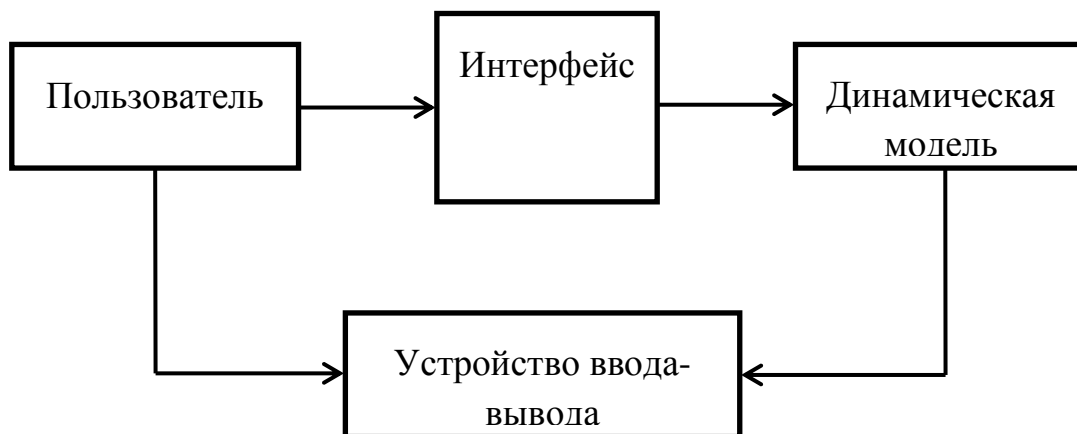 Пользователь
Интерфейс
Динамическая
модель
Устройство ввода-
вывода